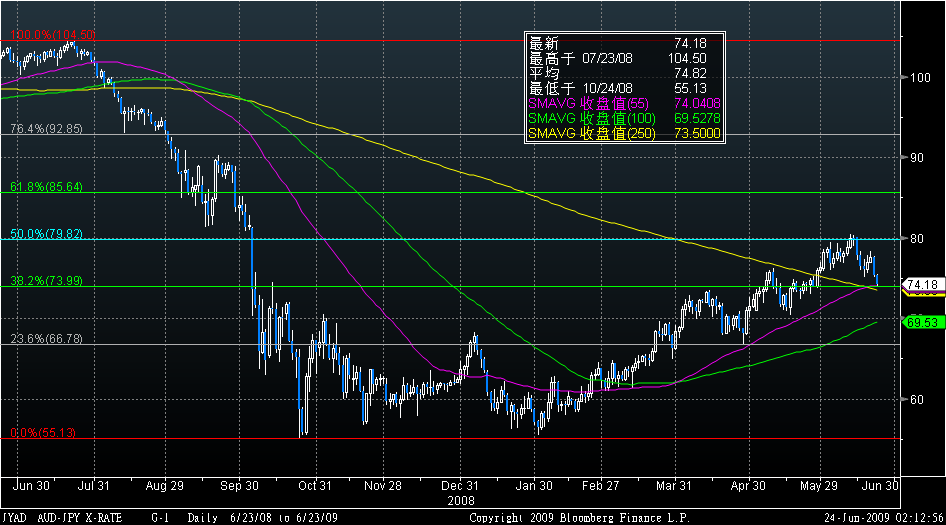 100.0%(104.50)
最新 74.18
最高于 07/23/08 104.50
平均 74.82
最低于 10/24/08 55.13
SMAVG 收盘值(55) 74.0408
SMAVG 收盘值(100) 69.5278
SMAVG 收盘值(250) 73.5000
100
76.4%(92.85)
90
61.8%(85.64)
50.0%(79.82)
80
38.2%(73.99)
74.18
69.53
23.6%(66.78)
60
0.0%(55.13)
Jun 30 Jul 31 Aug 29 Sep 30 Oct 31 Nov 28 Dec 31 Jan 30 Feb 27 Mar 31 Apr 30 May 29 Jun 30
2008
JYAD AUD-JPY X-RATE G-1 Daily 6/23/08 to 6/23/09 Copyright 2009 Bloomberg Finance L.P. 24-Jun-2009 02:12:56